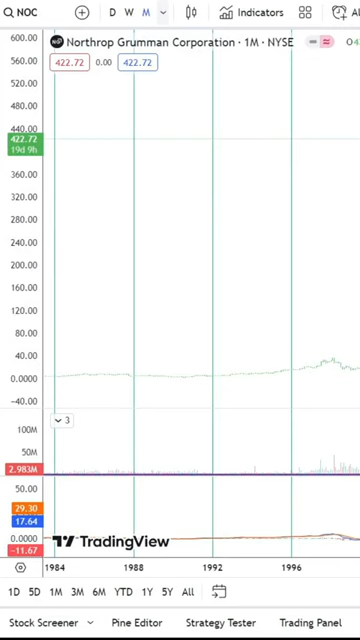 NOC D W M Indicators Al
Northrop Grumman Corporation · 1M · NYSE O4
422.72 0.00 422.72
600.00
560.00
520.00
480.00
440.00
422.72
19d 9h
360.00
320.00
280.00
240.00
200.00
160.00
120.00
80.00
40.00
0.0000
−40.00
3
100M
50M
2.983M
50.00
29.30
17.64
0.0000
−11.67
TradingView
1984 1988 1992 1996
1D 5D 1M 3M 6M YTD 1Y 5Y All
Stock Screener Pine Editor Strategy Tester Trading Panel